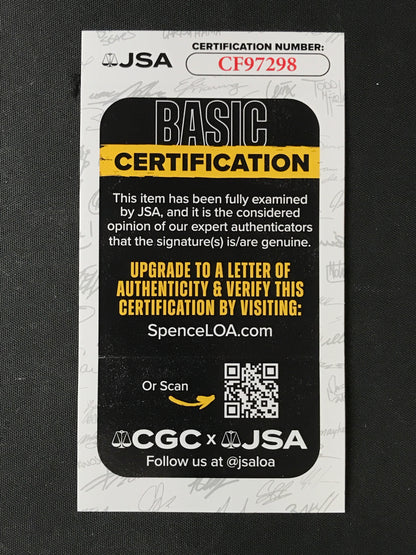 CERTIFICATION NUMBER:
JSA CF97298
BASIC
CERTIFICATION
This item has been fully examined
by JSA, and it is the considered
opinion of our expert authenticators
that the signature(s) is/are genuine.
UPGRADE TO A LETTER OF
AUTHENTICITY & VERIFY THIS
CERTIFICATION BY VISITING:
SpenceLOA.com
Or Scan
CGC x JSA
Follow us at @jsaloa